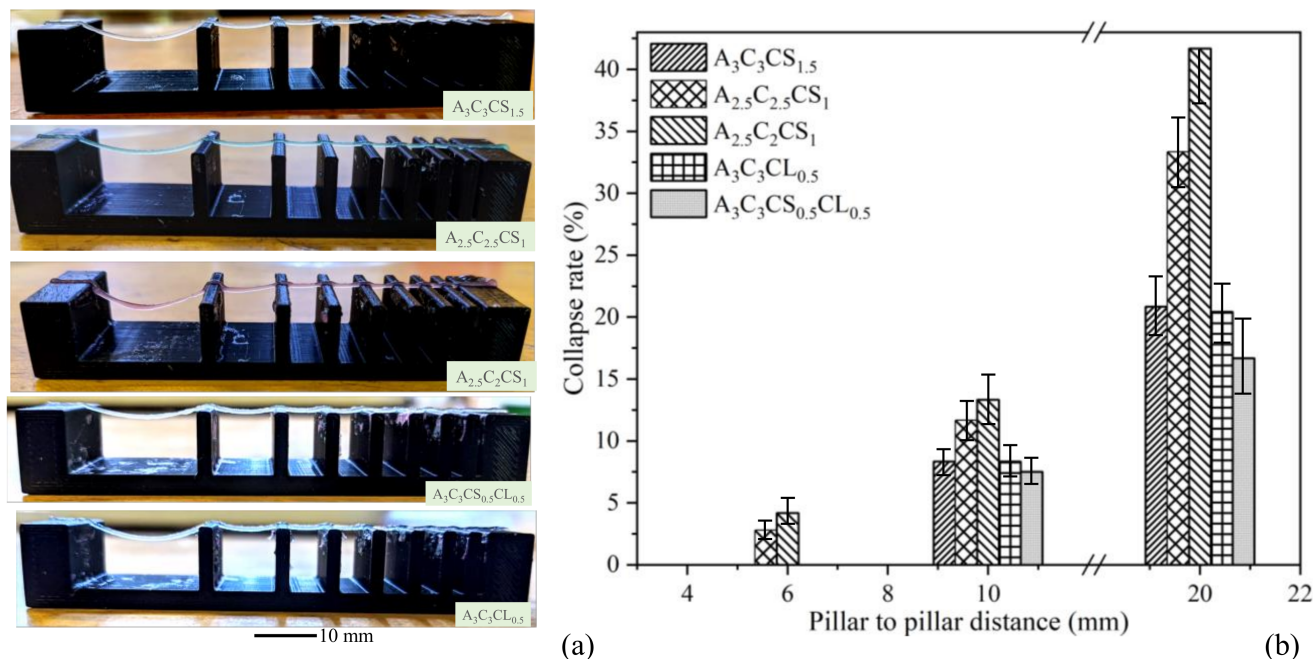 A₃C₃CS₁.₅
A₂.₅C₂.₅CS₁
A₂.₅C₂CS₁
A₃C₃CS₀.₅CL₀.₅
A₃C₃CL₀.₅
10 mm
(a)
A₃C₃CS₁.₅
A₂.₅C₂.₅CS₁
A₂.₅C₂CS₁
A₃C₃CL₀.₅
A₃C₃CS₀.₅CL₀.₅
Collapse rate (%)
40
35
30
25
20
15
10
5
0
4 6 8 10 20 22
Pillar to pillar distance (mm)
(b)